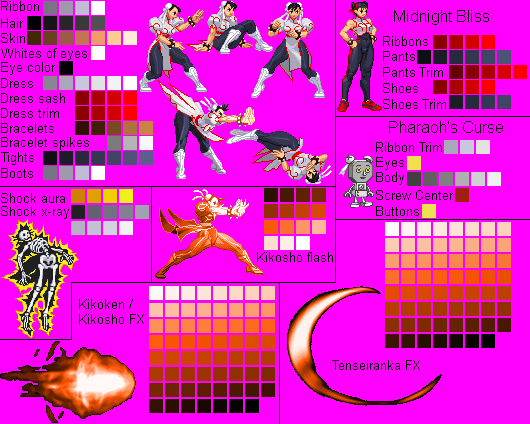 Ribbon
Hair
Skin
Whites of eyes
Eye color
Dress
Dress sash
Dress trim
Bracelets
Bracelet spikes
Tights
Boots
Midnight Bliss
Ribbons
Pants
Pants Trim
Shoes
Shoes Trim
Pharaoh's Curse
Ribbon Trim
Eyes
Body
Screw Center
Buttons
Shock aura
Shock x-ray
Kikosho flash
Kikoken /
Kikosho FX
Tenseiranka FX